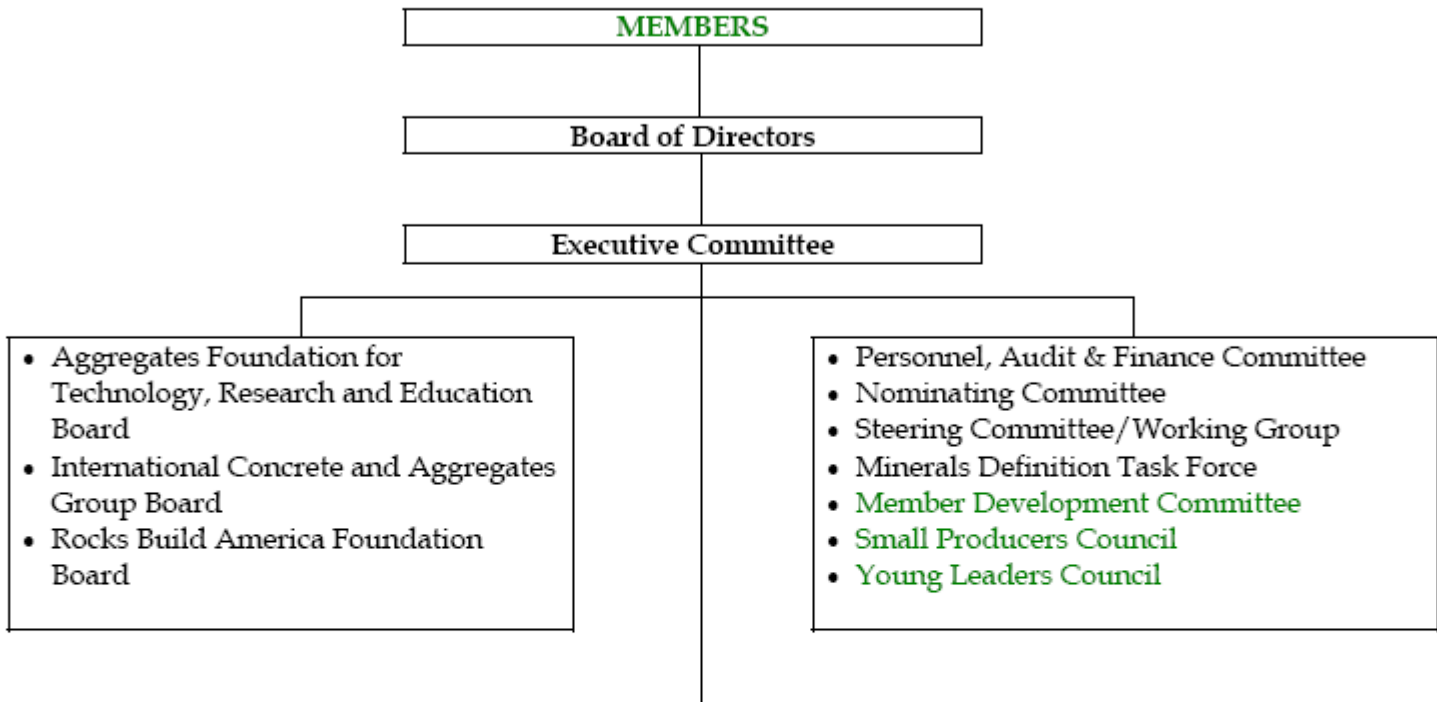 MEMBERS
Board of Directors
Executive Committee
• Aggregates Foundation for
Technology, Research and Education
Board
• International Concrete and Aggregates
Group Board
• Rocks Build America Foundation
Board
• Personnel, Audit & Finance Committee
• Nominating Committee
• Steering Committee/Working Group
• Minerals Definition Task Force
• Member Development Committee
• Small Producers Council
• Young Leaders Council